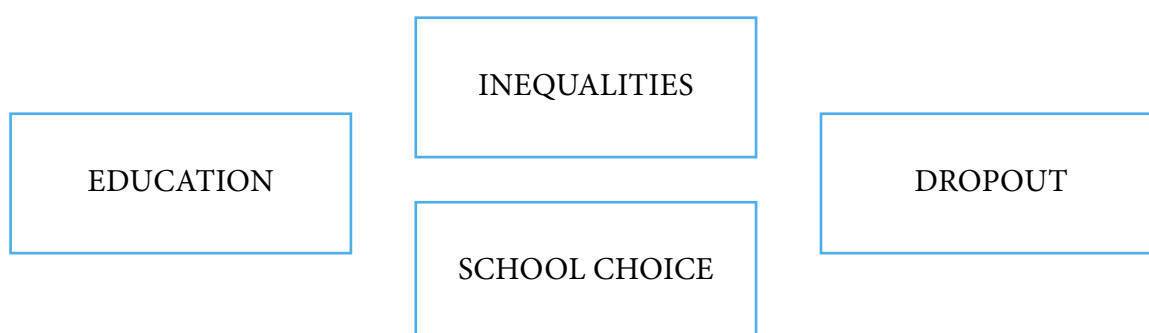 INEQUALITIES
EDUCATION
DROPOUT
SCHOOL CHOICE